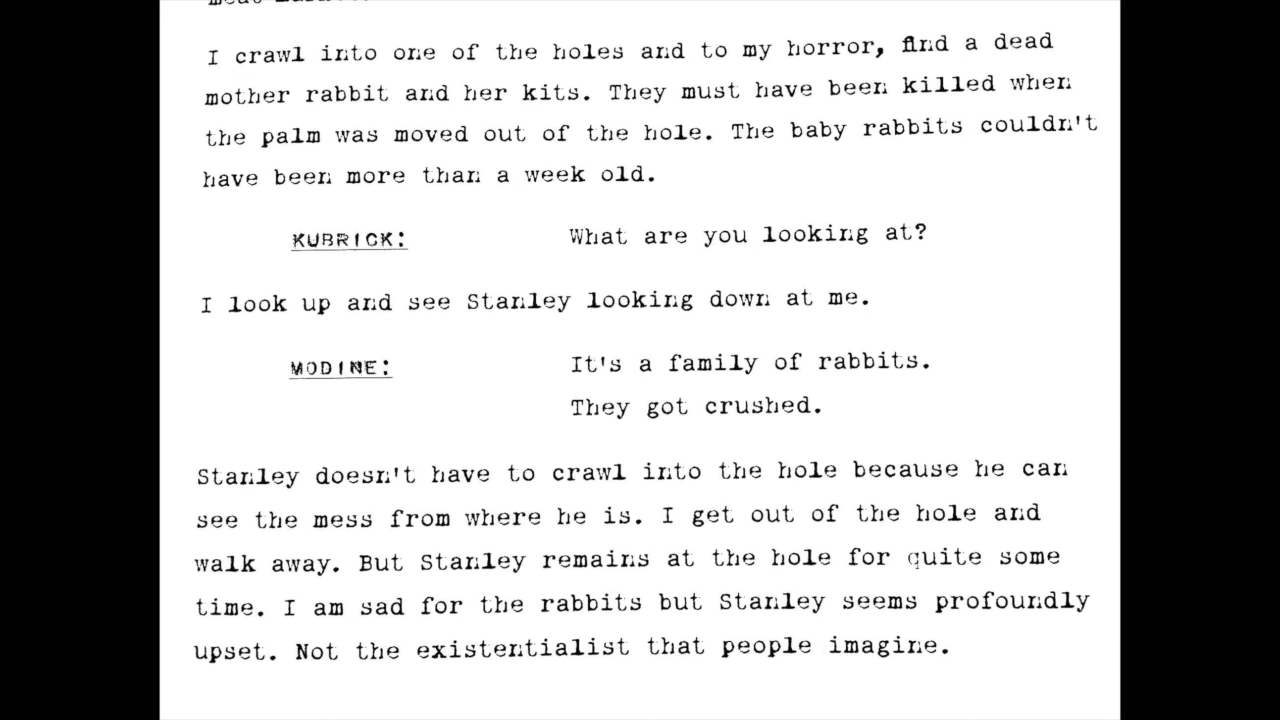 I crawl into one of the holes and to my horror, find a dead
mother rabbit and her kits. They must have been killed when
the palm was moved out of the hole. The baby rabbits couldn't
have been more than a week old.
KUBRICK: What are you looking at?
I look up and see Stanley looking down at me.
MODINE: It's a family of rabbits.
They got crushed.
Stanley doesn't have to crawl into the hole because he can
see the mess from where he is. I get out of the hole and
walk away. But Stanley remains at the hole for quite some
time. I am sad for the rabbits but Stanley seems profoundly
upset. Not the existentialist that people imagine.